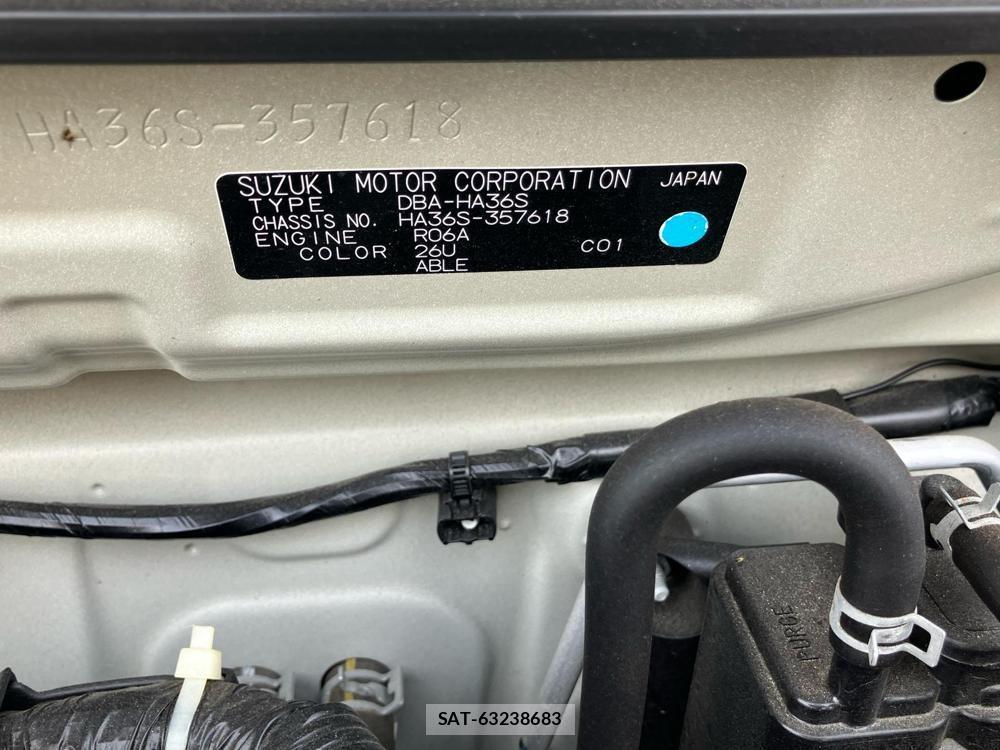 HA36S-357618
SUZUKI MOTOR CORPORATION JAPAN
TYPE DBA-HA36S
CHASSIS NO. HA36S-357618
ENGINE R06A
COLOR 26U C01
ABLE
PURGE
SAT-63238683